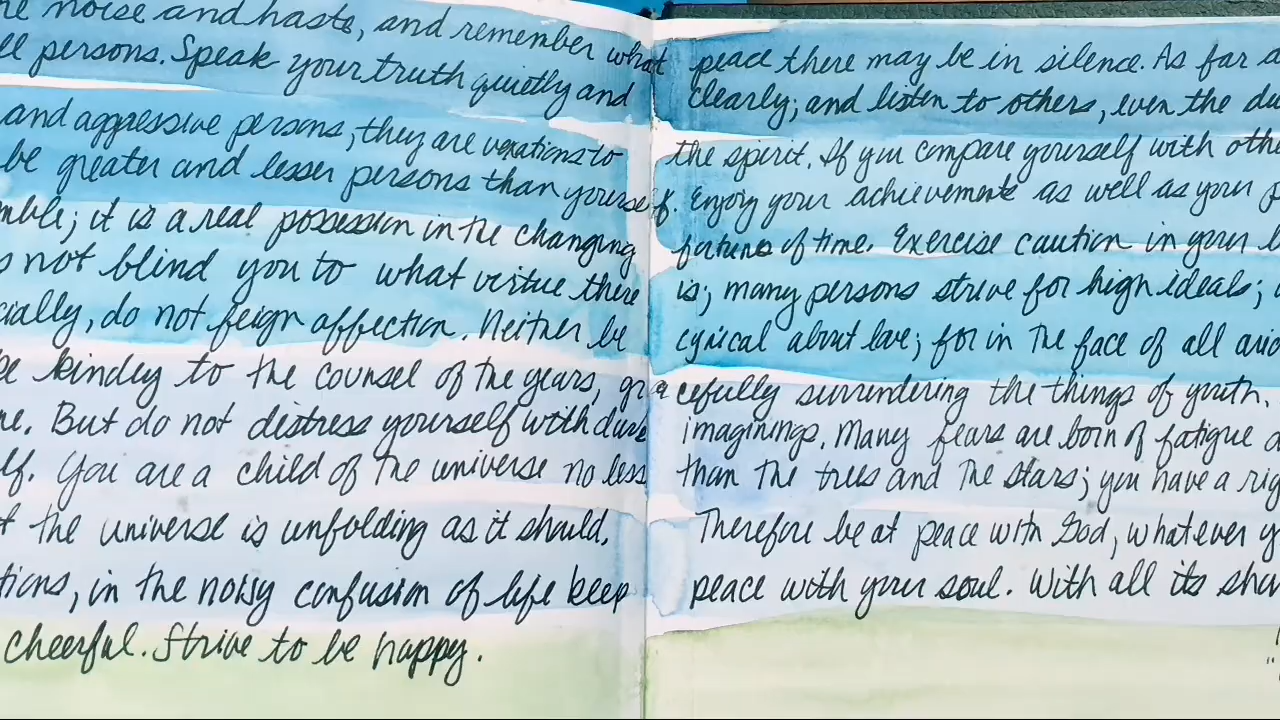 he noise and haste, and remember what peace there may be in silence. As far a
ll persons. Speak your truth quietly and clearly; and listen to others, even the du
and aggressive persons, they are vexations to the spirit. If you compare yourself with othe
be greater and lesser persons than yourself. Enjoy your achievements as well as your p
mble; it is a real possession in the changing fortunes of time. Exercise caution in your b
s not blind you to what virtue there is; many persons strive for high ideals;
cially, do not feign affection. Neither be cynical about love; for in the face of all arid
e kindly to the counsel of the years, gracefully surrendering the things of youth.
ne. But do not distress yourself with dark imaginings. Many fears are born of fatigue a
lf. You are a child of the universe no less than the trees and the stars; you have a rig
t the universe is unfolding as it should. Therefore be at peace with God, whatever y
tions, in the noisy confusion of life keep peace with your soul. With all its sha
cheerful. Strive to be happy.